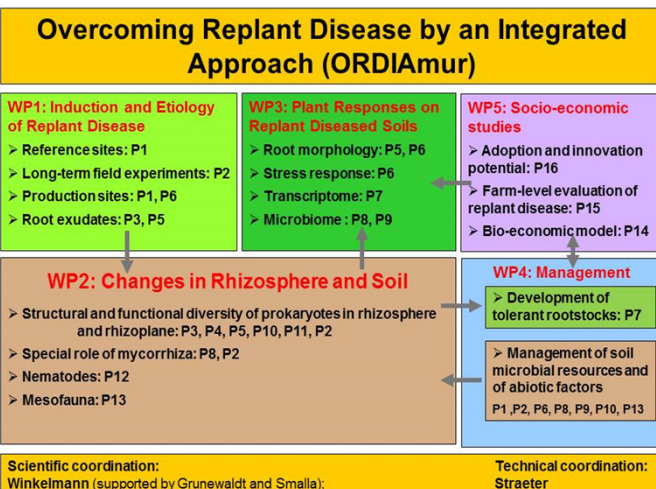 Overcoming Replant Disease by an Integrated
Approach (ORDIAmur)
WP1: Induction and Etiology
of Replant Disease
➢ Reference sites: P1
➢ Long-term field experiments: P2
➢ Production sites: P1, P6
➢ Root exudates: P3, P5
WP3: Plant Responses on
Replant Diseased Soils
➢ Root morphology: P5, P6
➢ Stress response: P6
➢ Transcriptome: P7
➢ Microbiome : P8, P9
WP5: Socio-economic
studies
➢ Adoption and innovation
potential: P16
➢ Farm-level evaluation of
replant disease: P15
➢ Bio-economic model: P14
WP2: Changes in Rhizosphere and Soil
➢ Structural and functional diversity of prokaryotes in rhizosphere
and rhizoplane: P3, P4, P5, P10, P11, P2
➢ Special role of mycorrhiza: P8, P2
➢ Nematodes: P12
➢ Mesofauna: P13
WP4: Management
➢ Development of
tolerant rootstocks: P7
➢ Management of soil
microbial resources and
of abiotic factors
P1 ,P2, P6, P8, P9, P10, P13
Scientific coordination:
Winkelmann (supported by Grunewaldt and Smalla);
Technical coordination:
Straeter